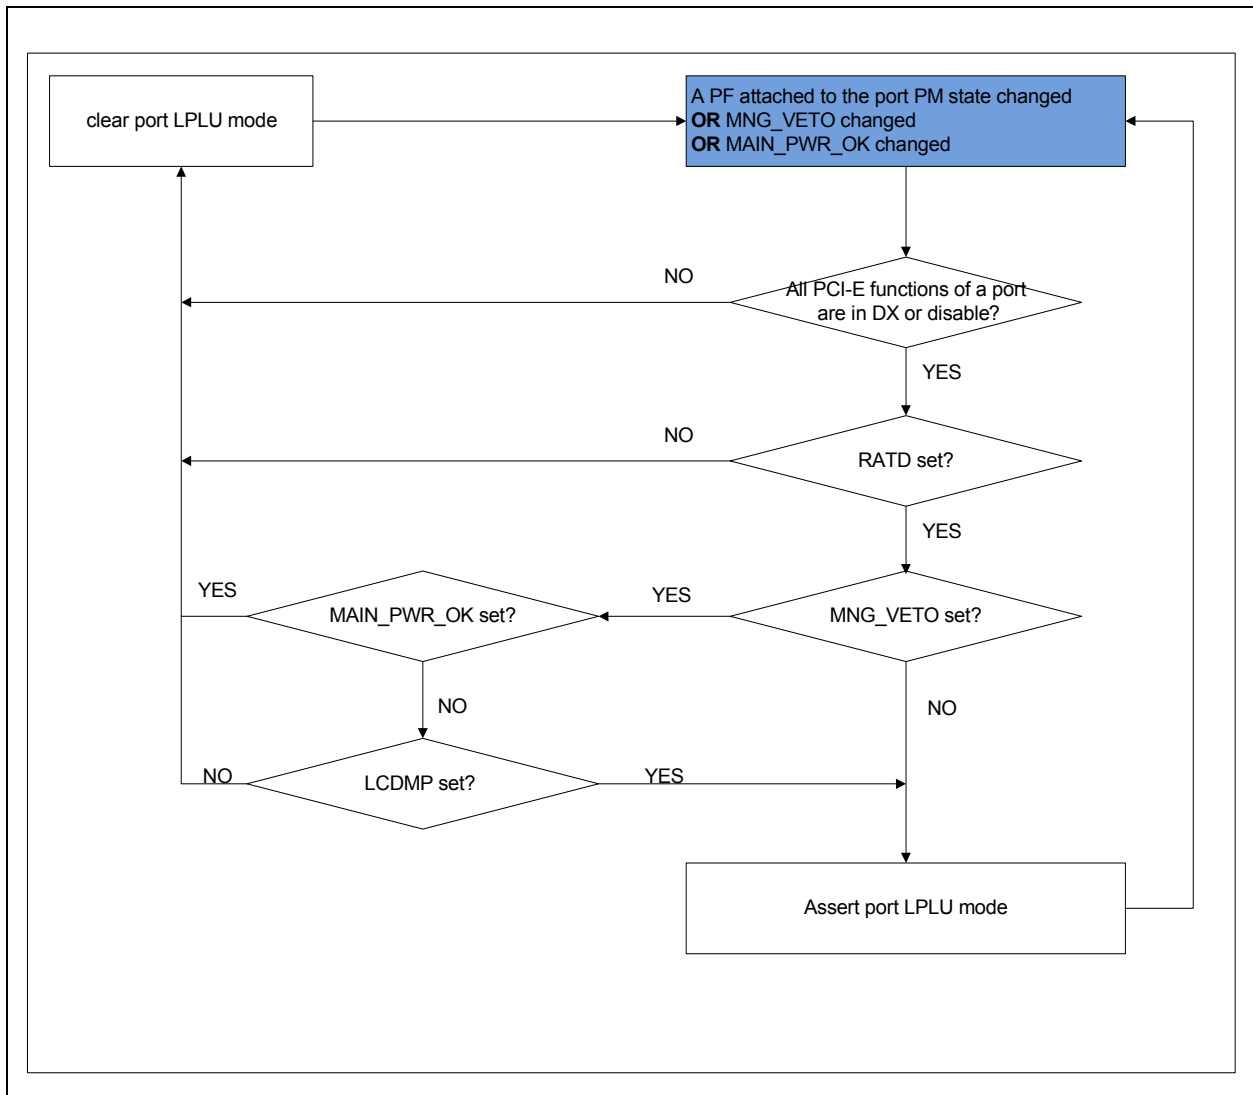 clear port LPLU mode
A PF attached to the port PM state changed
OR MNG_VETO changed
OR MAIN_PWR_OK changed
NO
All PCI-E functions of a port
are in DX or disable?
YES
NO
RATD set?
YES
YES
MAIN_PWR_OK set?
YES
MNG_VETO set?
NO
NO
NO
LCDMP set?
YES
Assert port LPLU mode